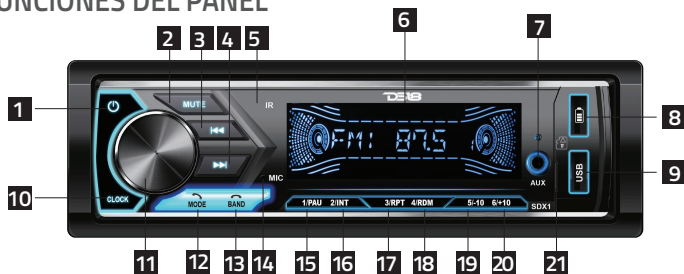 FUNCIONES DEL PANEL
2 3 4 5 6 7
1 8
9
10
MUTE
IR
DS18
FM1 87.5
MIC
AUX
USB
CLOCK
MODE BAND
1/PAU 2/INT 3/RPT 4/RDM 5/-10 6/+10
SDX1
11 12 13 14 15 16 17 18 19 20 21